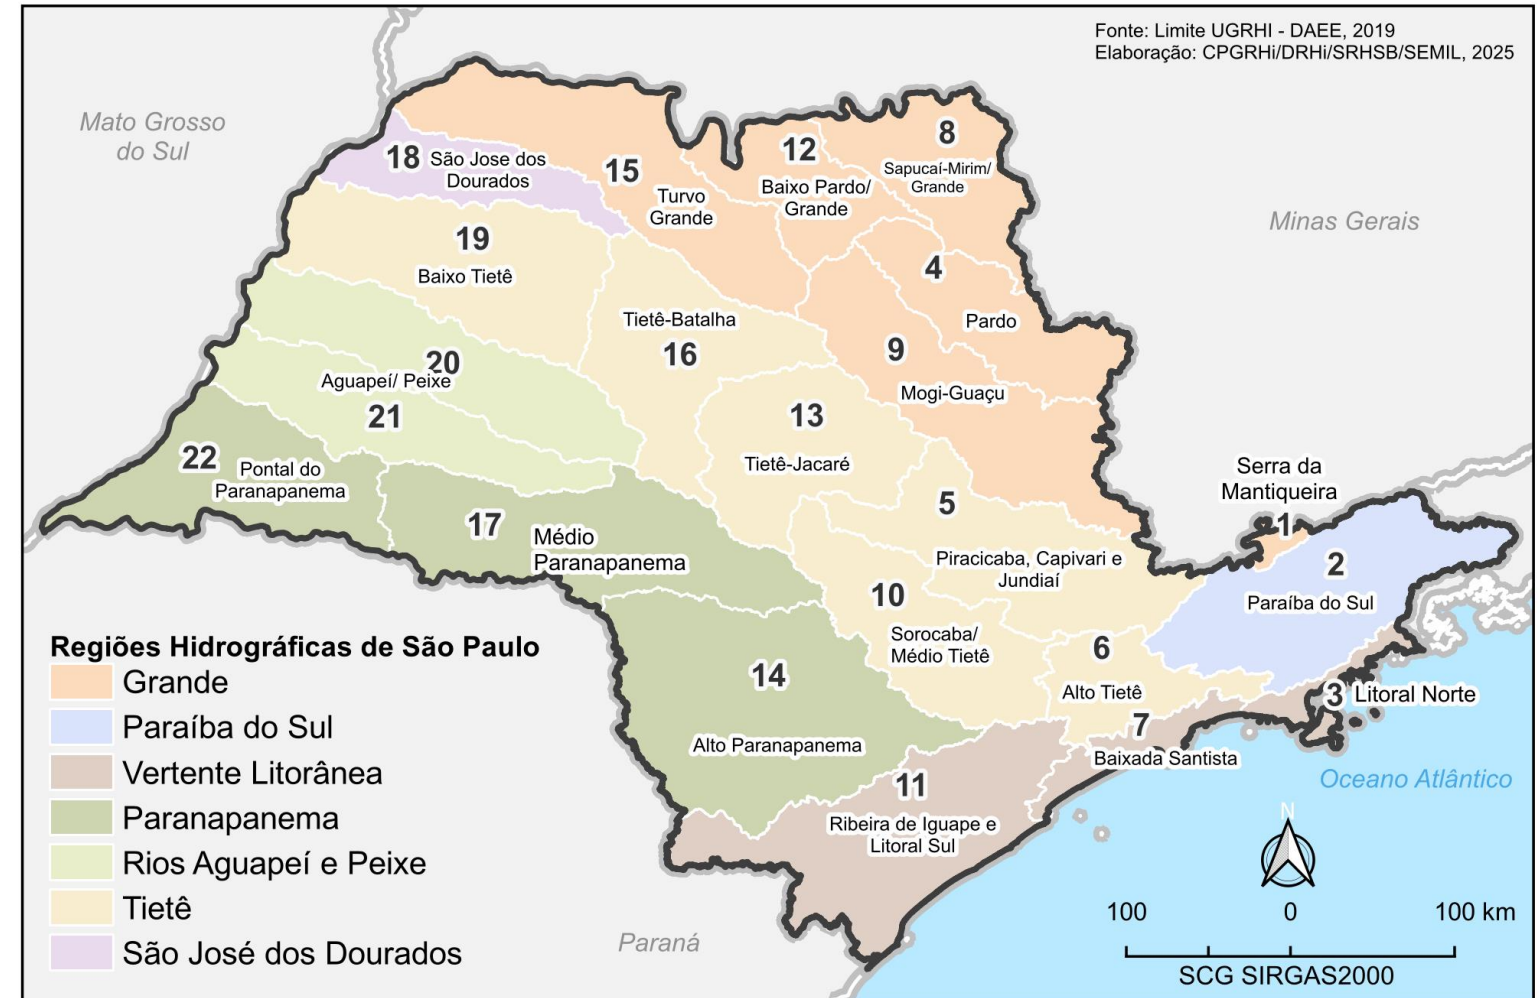 Fonte: Limite UGRHI - DAEE, 2019
Elaboração: CPGRHi/DRHi/SRHSB/SEMIL, 2025
Mato Grosso
do Sul
Minas Gerais
18
São Jose dos
Dourados
15
Turvo
Grande
12
Baixo Pardo/
Grande
8
Sapucaí-Mirim/
Grande
19
Baixo Tietê
4
Pardo
Tietê-Batalha
16
9
Mogi-Guaçu
20
Aguapeí/ Peixe
21
13
Tietê-Jacaré
22
Pontal do
Paranapanema
17
Médio
Paranapanema
5
Piracicaba, Capivari e
Jundiaí
Serra da
Mantiqueira
1
2
Paraíba do Sul
10
Sorocaba/
Médio Tietê
6
Alto Tietê
14
Alto Paranapanema
3
Litoral Norte
7
Baixada Santista
11
Ribeira de Iguape e
Litoral Sul
Oceano Atlântico
Paraná
Regiões Hidrográficas de São Paulo
Grande
Paraíba do Sul
Vertente Litorânea
Paranapanema
Rios Aguapeí e Peixe
Tietê
São José dos Dourados
N
100 0 100 km
SCG SIRGAS2000